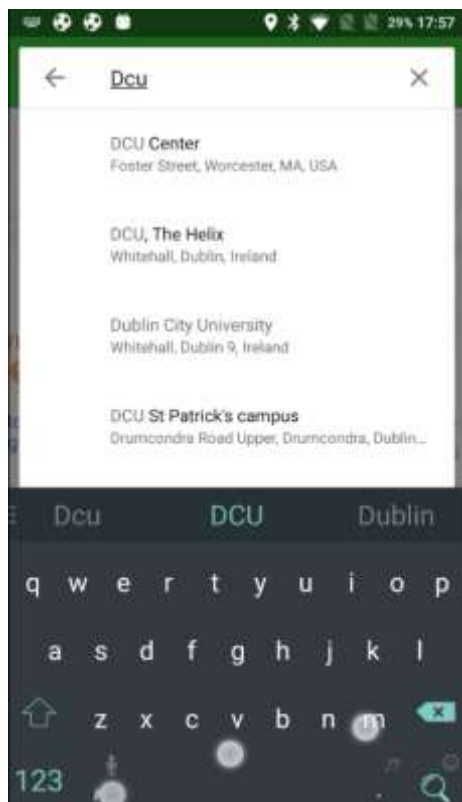 29% 17:57
Dcu
DCU Center
Foster Street, Worcester, MA, USA
DCU, The Helix
Whitehall, Dublin, Ireland
Dublin City University
Whitehall, Dublin 9, Ireland
DCU St Patrick's campus
Drumcondra Road Upper, Drumcondra, Dublin...
Dcu DCU Dublin
q w e r t y u i o p
a s d f g h j k l
z x c v b n m
123 .